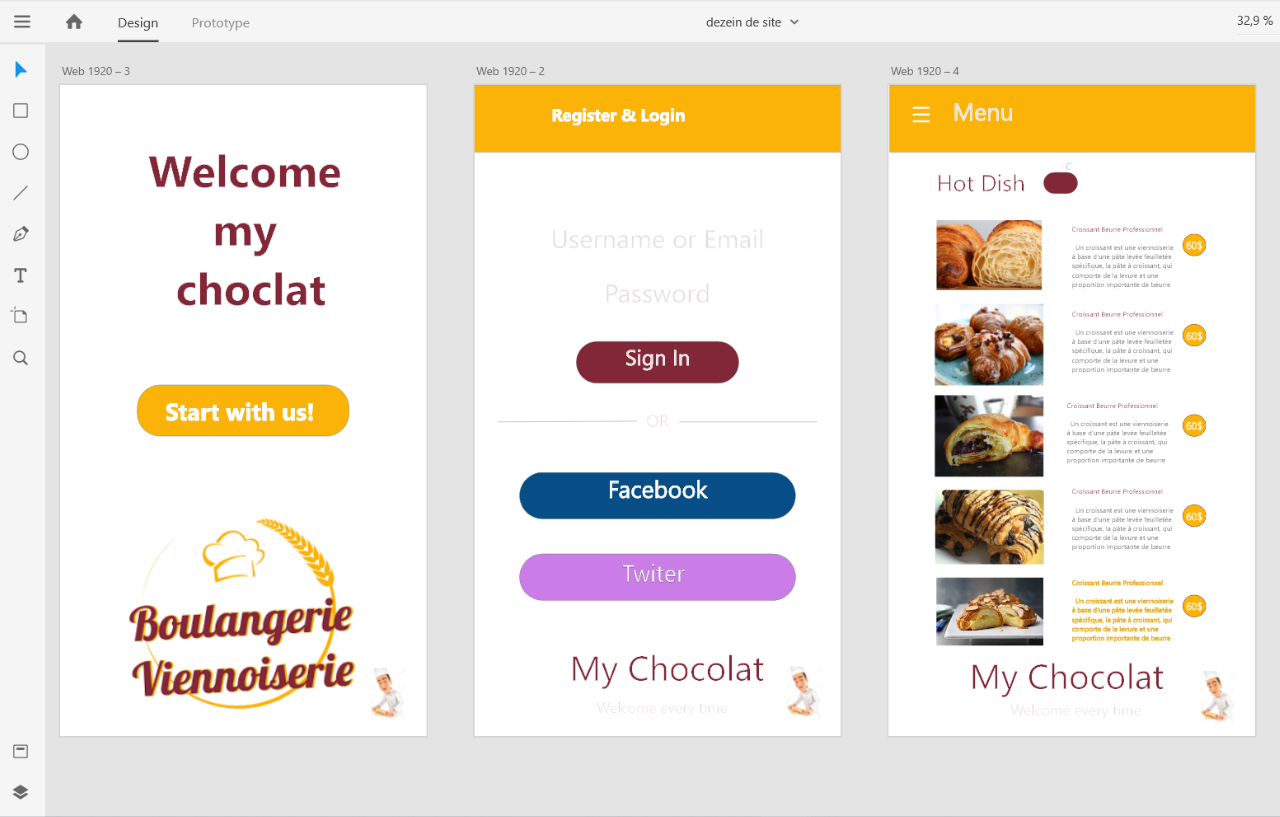 Design
Prototype
dezein de site
32,9 %
Web 1920 – 3
Welcome
my
choclat
Start with us!
Boulangerie
Viennoiserie
Web 1920 – 2
Register & Login
Username or Email
Password
Sign In
OR
Facebook
Twiter
My Chocolat
Welcome every time
Web 1920 – 4
Menu
Hot Dish
C
Croissant Beurre Professionnel
Un croissant est une viennoiserie
à base d'une pâte levée feuilletée
spécifique, la pâte à croissant, qui
comporte de la levure et une
proportion importante de beurre
60$
Croissant Beurre Professionnel
Un croissant est une viennoiserie
à base d'une pâte levée feuilletée
spécifique, la pâte à croissant, qui
comporte de la levure et une
proportion importante de beurre
60$
Croissant Beurre Professionnel
Un croissant est une viennoiserie
à base d'une pâte levée feuilletée
spécifique, la pâte à croissant, qui
comporte de la levure et une
proportion importante de beurre
60$
Croissant Beurre Professionnel
Un croissant est une viennoiserie
à base d'une pâte levée feuilletée
spécifique, la pâte à croissant, qui
comporte de la levure et une
proportion importante de beurre
60$
Croissant Beurre Professionnel
Un croissant est une viennoiserie
à base d'une pâte levée feuilletée
spécifique, la pâte à croissant, qui
comporte de la levure et une
proportion importante de beurre
60$
My Chocolat
Welcome every time